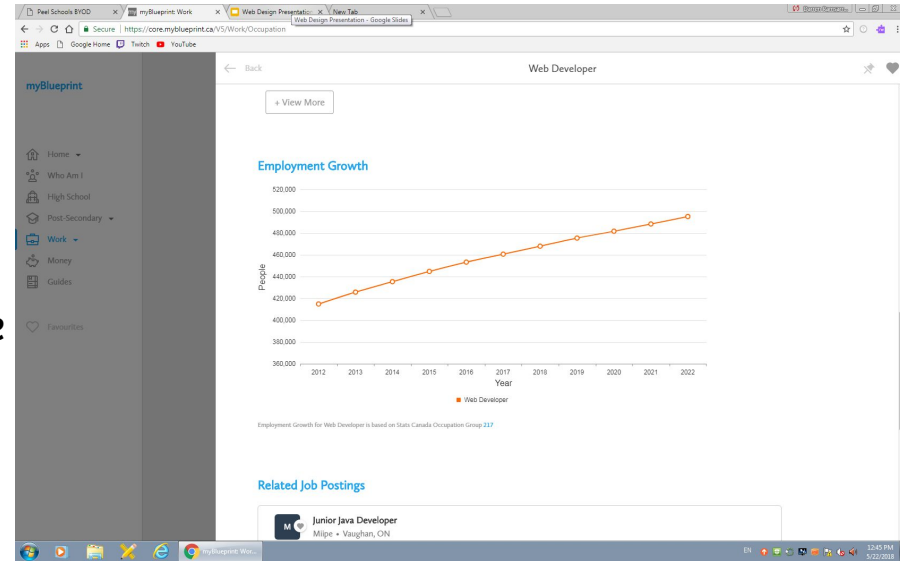 Peel Schools BYOD
myBlueprint: Work
Web Design Presentation
New Tab
Web Design Presentation - Google Slides
Secure | https://core.myblueprint.ca/V5/Work/Occupation
Apps Google Home Twitch YouTube
Back
Web Developer
myBlueprint
+ View More
Home
Who Am I
High School
Post-Secondary
Work
Money
Guides
Favourites
Employment Growth
520,000
500,000
480,000
460,000
440,000
420,000
400,000
380,000
360,000
People
2012 2013 2014 2015 2016 2017 2018 2019 2020 2021 2022
Year
Web Developer
Employment Growth for Web Developer is based on Stats Canada Occupation Group 217
Related Job Postings
M
Junior Java Developer
Miipe • Vaughan, ON
myBlueprint: Wor...
EN
12:45 PM
5/22/2018